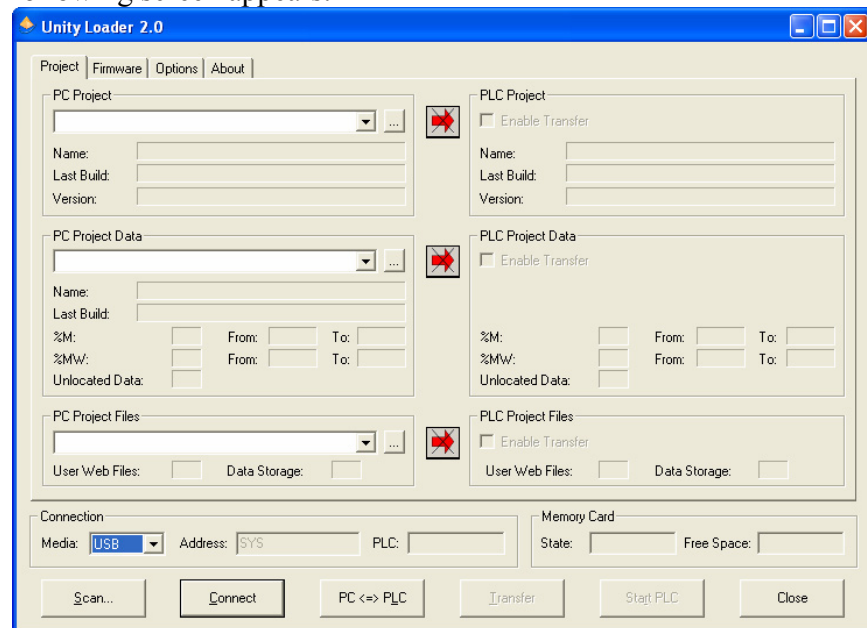 Unity Loader 2.0
Project Firmware Options About
PC Project
...
Name:
Last Build:
Version:
PLC Project
Enable Transfer
Name:
Last Build:
Version:
PC Project Data
...
Name:
Last Build:
%M: From: To:
%MW: From: To:
Unlocated Data:
PLC Project Data
Enable Transfer
%M: From: To:
%MW: From: To:
Unlocated Data:
PC Project Files
...
User Web Files: Data Storage:
PLC Project Files
Enable Transfer
User Web Files: Data Storage:
Connection
Media: USB Address: SYS PLC:
Memory Card
State: Free Space:
Scan... Connect PC <=> PLC Transfer Start PLC Close